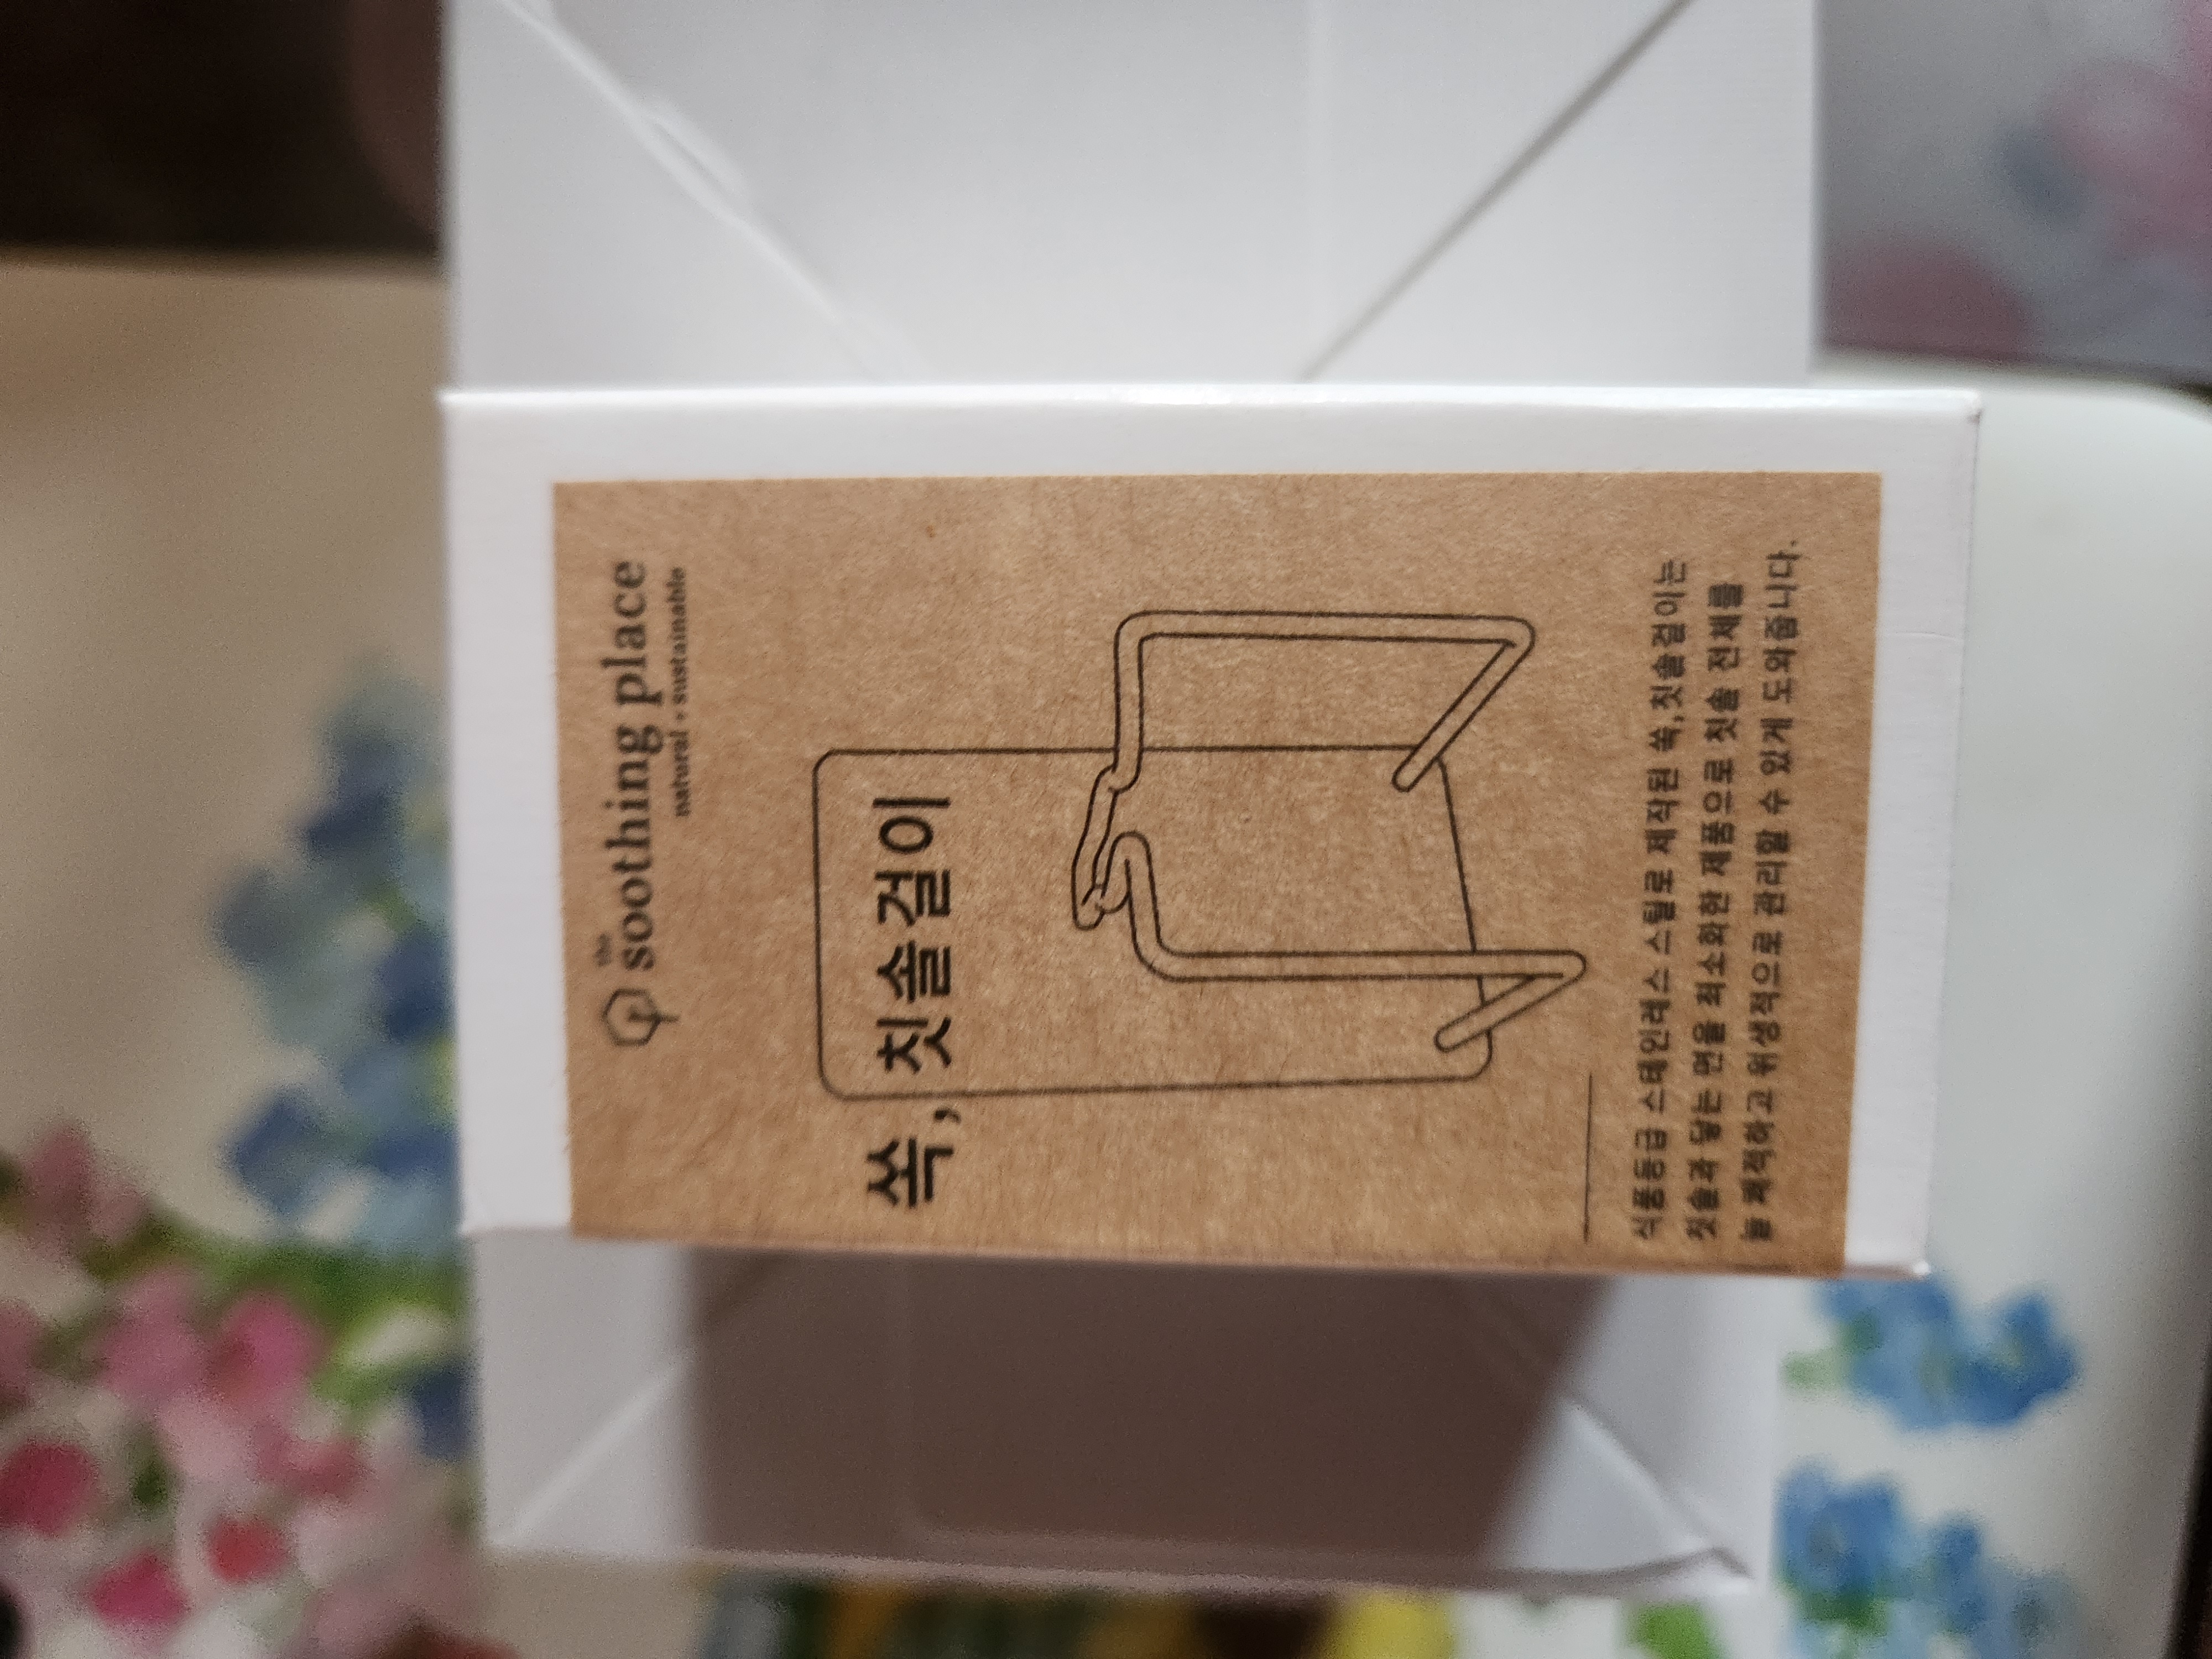 the
soothing place
natural + sustainable
쏙, 칫솔걸이
식품등급 스테인레스 스틸로 제작된 쏙,칫솔걸이는
칫솔과 닿는 면을 최소화한 제품으로 칫솔 전체를
늘 쾌적하고 위생적으로 관리할 수 있게 도와줍니다.